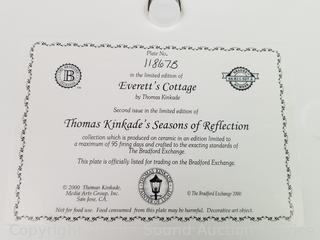 Plate No.
11867B
in the limited edition of
Everett's Cottage
by Thomas Kinkade
Second issue in the limited edition of
Thomas Kinkade's Seasons of Reflection
collection which is produced on ceramic in an edition limited to
a maximum of 95 firing days and crafted to the exacting standards of
The Bradford Exchange.
This plate is officially listed for trading on the Bradford Exchange.
© 2000 Thomas Kinkade,
Media Arts Group, Inc.
San Jose, CA.
THOMAS KINKADE
© The Bradford Exchange 2000
Not for food use. Food consumed from this plate may be harmful. Decorative art object.